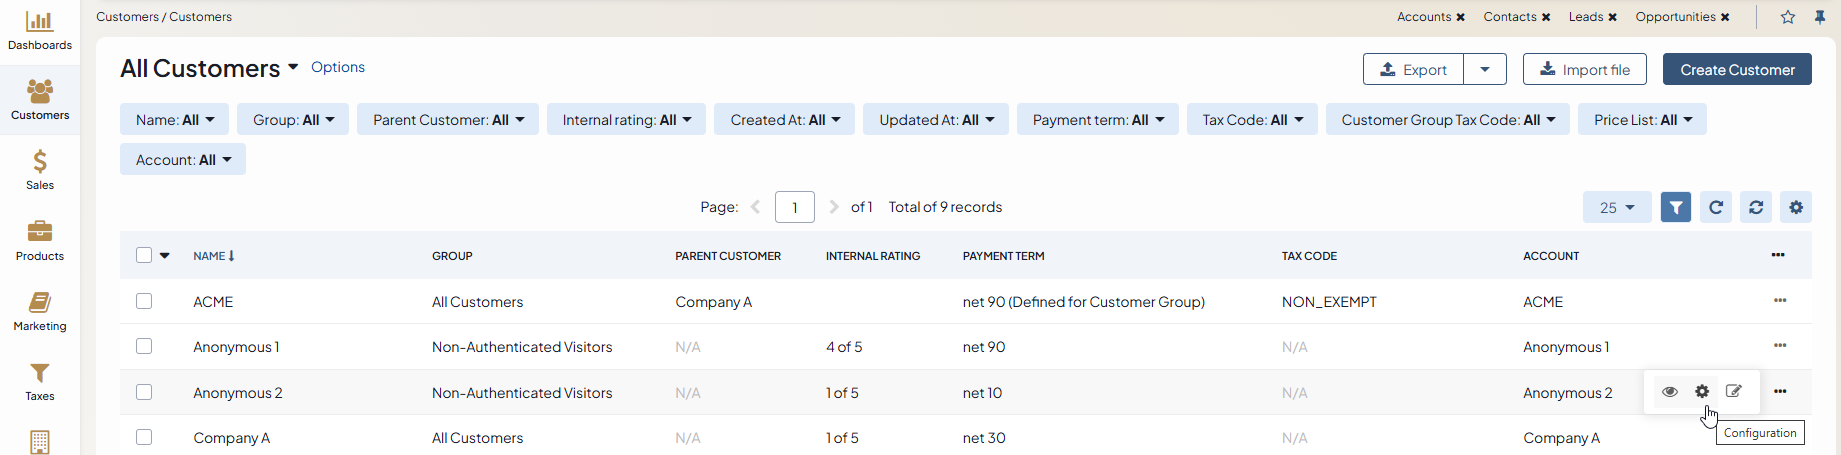 Customers / Customers
Accounts ✖ Contacts ✖ Leads ✖ Opportunities ✖
Dashboards
Customers
Sales
Products
Marketing
Taxes
All Customers Options
Export Import file Create Customer
Name: All Group: All Parent Customer: All Internal rating: All Created At: All Updated At: All Payment term: All Tax Code: All Customer Group Tax Code: All Price List: All
Account: All
Page: 1 of 1 Total of 9 records 25
NAME GROUP PARENT CUSTOMER INTERNAL RATING PAYMENT TERM TAX CODE ACCOUNT
ACME All Customers Company A net 90 (Defined for Customer Group) NON_EXEMPT ACME
Anonymous 1 Non-Authenticated Visitors N/A 4 of 5 net 90 N/A Anonymous 1
Anonymous 2 Non-Authenticated Visitors N/A 1 of 5 net 10 N/A Anonymous 2
Configuration
Company A All Customers N/A 1 of 5 net 30 N/A Company A